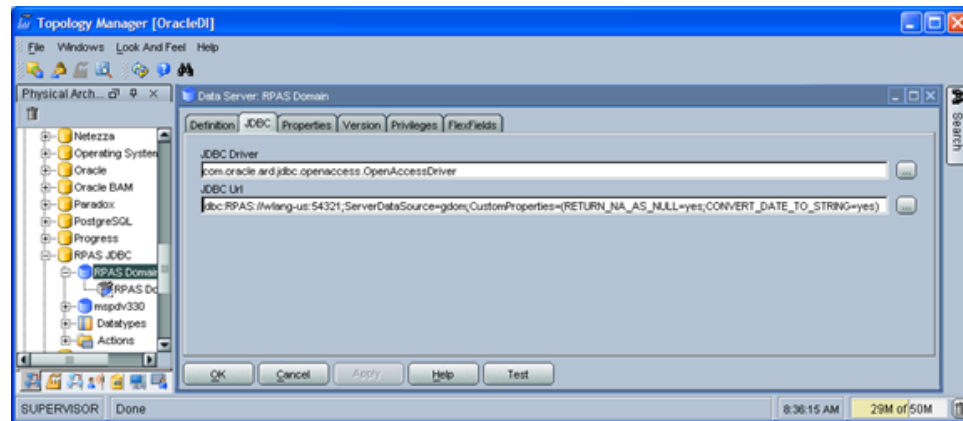 Topology Manager [OracleDI]
File Windows Look And Feel Help
Physical Arch...
Netezza
Operating System
Oracle
Oracle BAM
Paradox
PostgreSQL
Progress
RPAS JDBC
RPAS Domain
RPAS Do
mspdv330
Datatypes
Actions
Data Server: RPAS Domain
Definition JDBC Properties Version Privileges FlexFields
JDBC Driver
com.oracle.ard.jdbc.openaccess.OpenAccessDriver
...
JDBC Url
dbc:RPAS://wlang-us:54321;ServerDataSource=gdom;CustomProperties=(RETURN_NA_AS_NULL=yes;CONVERT_DATE_TO_STRING=yes)
...
OK Cancel Apply Help Test
Search
SUPERVISOR Done 8:36:15 AM 29M of 50M